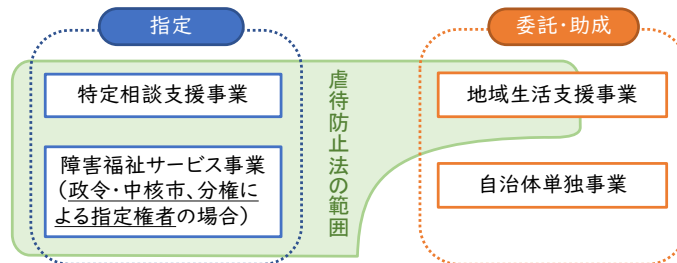 指定
委託・助成
特定相談支援事業
虐待防止法の範囲
地域生活支援事業
障害福祉サービス事業
（政令・中核市、分権に
よる指定権者の場合）
自治体単独事業